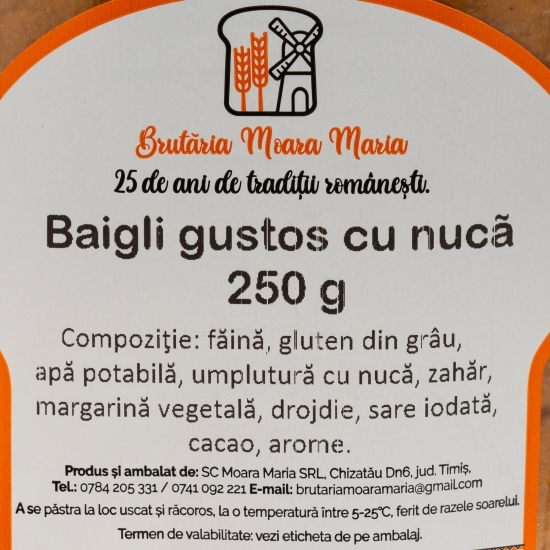 Brutăria Moara Maria
25 de ani de tradiții românești.
Baigli gustos cu nucã
250 g
Compoziţie: făină, gluten din grâu,
apă potabilă, umplutură cu nucă, zahăr,
margarină vegetală, drojdie, sare iodată,
cacao, arome.
Produs și ambalat de: SC Moara Maria SRL, Chizatău Dn6, jud. Timiș,
Tel.: 0784 205 331 / 0741 092 221 E-mail: brutariamoaramaria@gmail.com
A se păstra la loc uscat și răcoros, la o temperatură între 5-25°C, ferit de razele soarelui.
Termen de valabilitate: vezi eticheta de pe ambalaj.